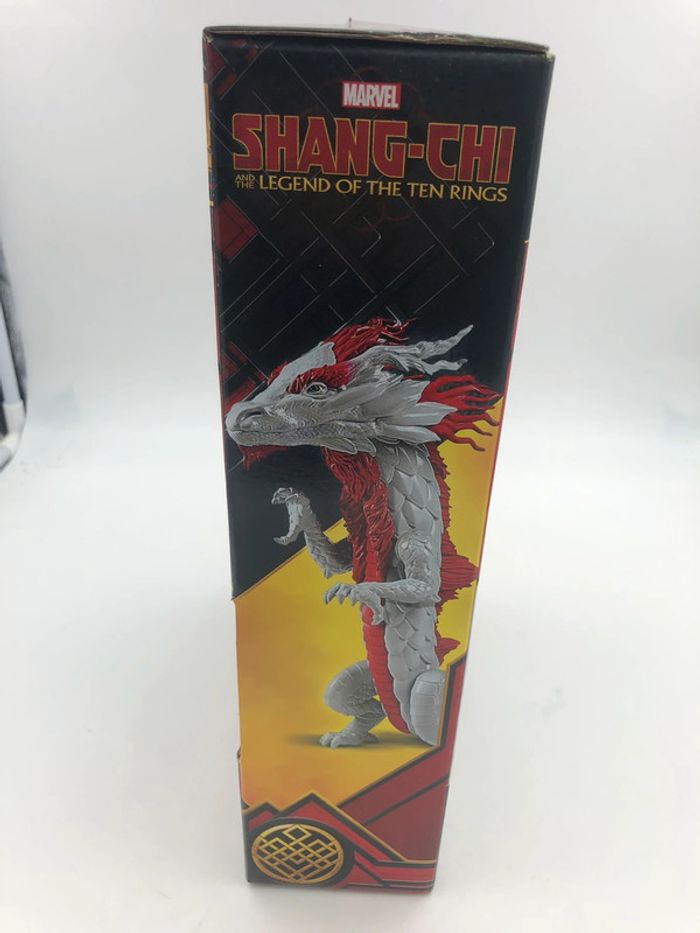 MARVEL
SHANG-CHI
AND THE LEGEND OF THE TEN RINGS